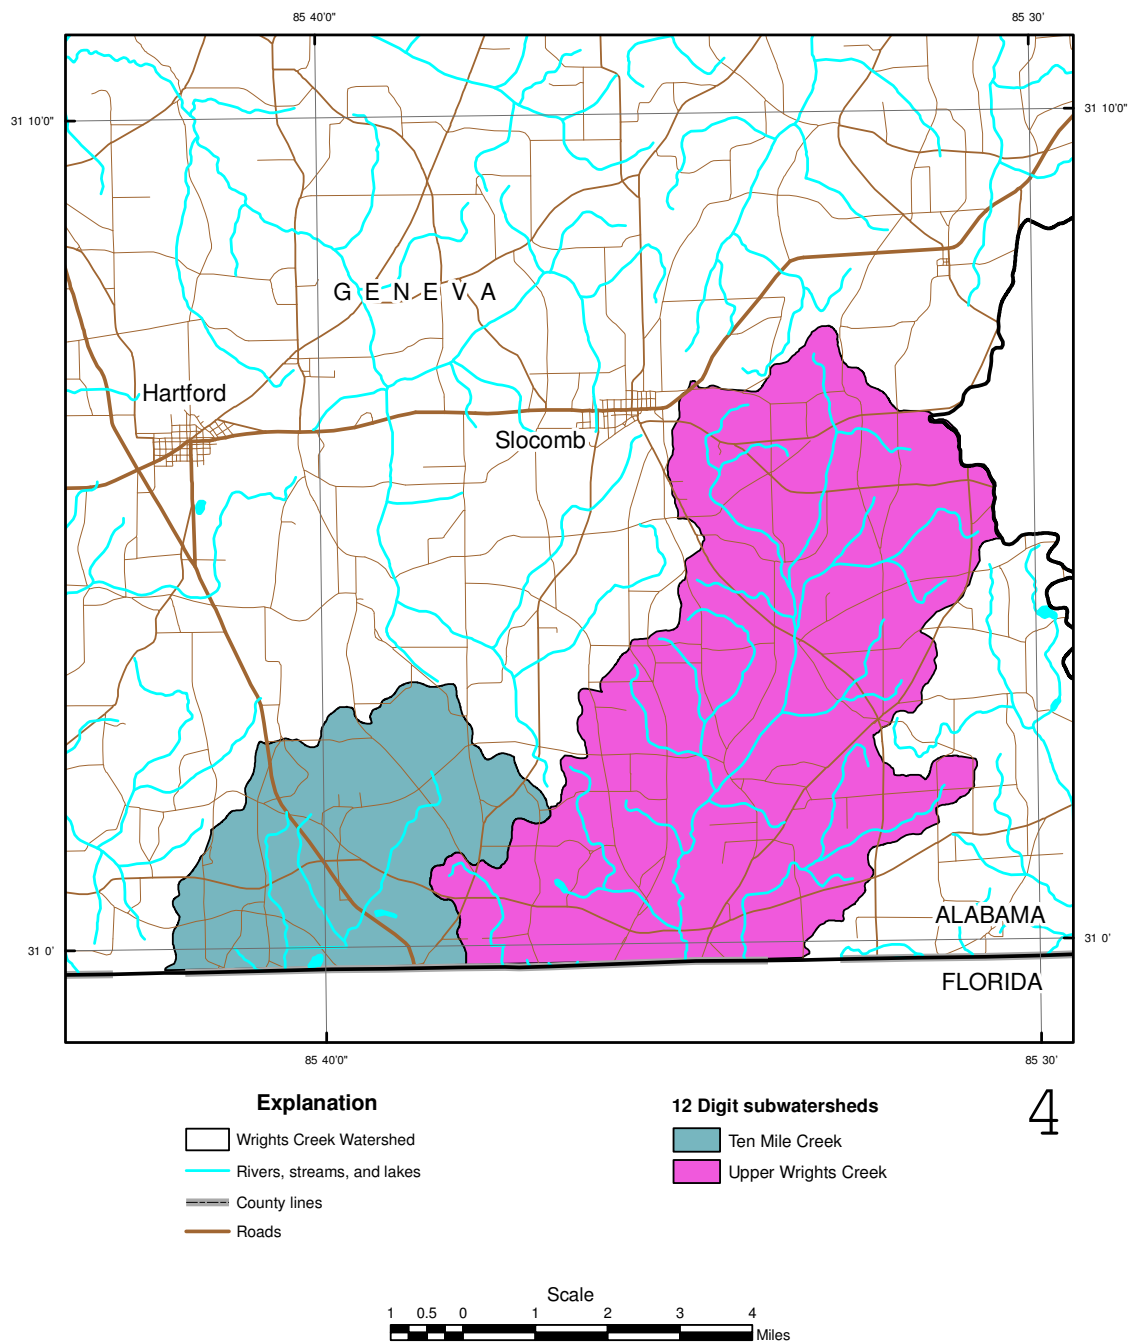 85 40'0"
85 30'
31 10'0"
31 10'0"
GENEVA
Hartford
Slocomb
ALABAMA
31 0'
31 0'
FLORIDA
85 40'0"
85 30'
Explanation
Wrights Creek Watershed
Rivers, streams, and lakes
County lines
Roads
12 Digit subwatersheds
Ten Mile Creek
Upper Wrights Creek
4
Scale
1 0.5 0 1 2 3 4
Miles